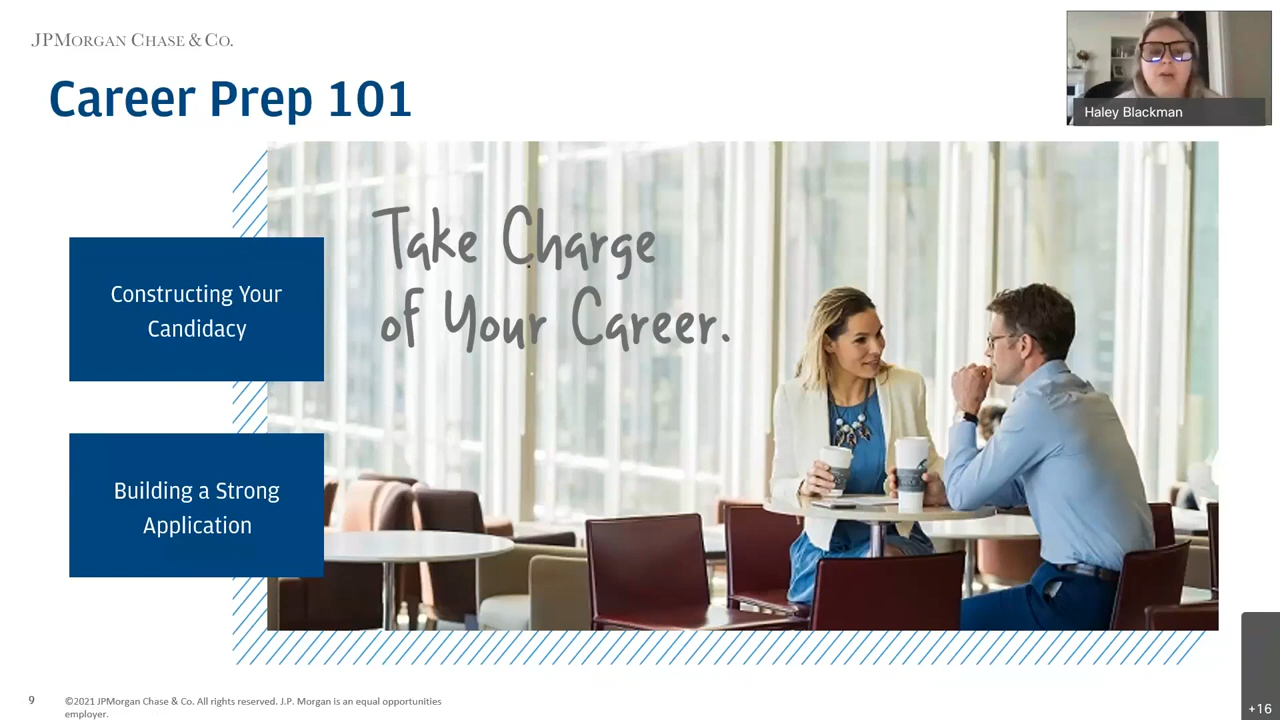 JPMORGAN CHASE & CO.
Career Prep 101
Haley Blackman
Take Charge
of Your Career.
Constructing Your
Candidacy
Building a Strong
Application
9
©2021 JPMorgan Chase & Co. All rights reserved. J.P. Morgan is an equal opportunities
employer.
+16